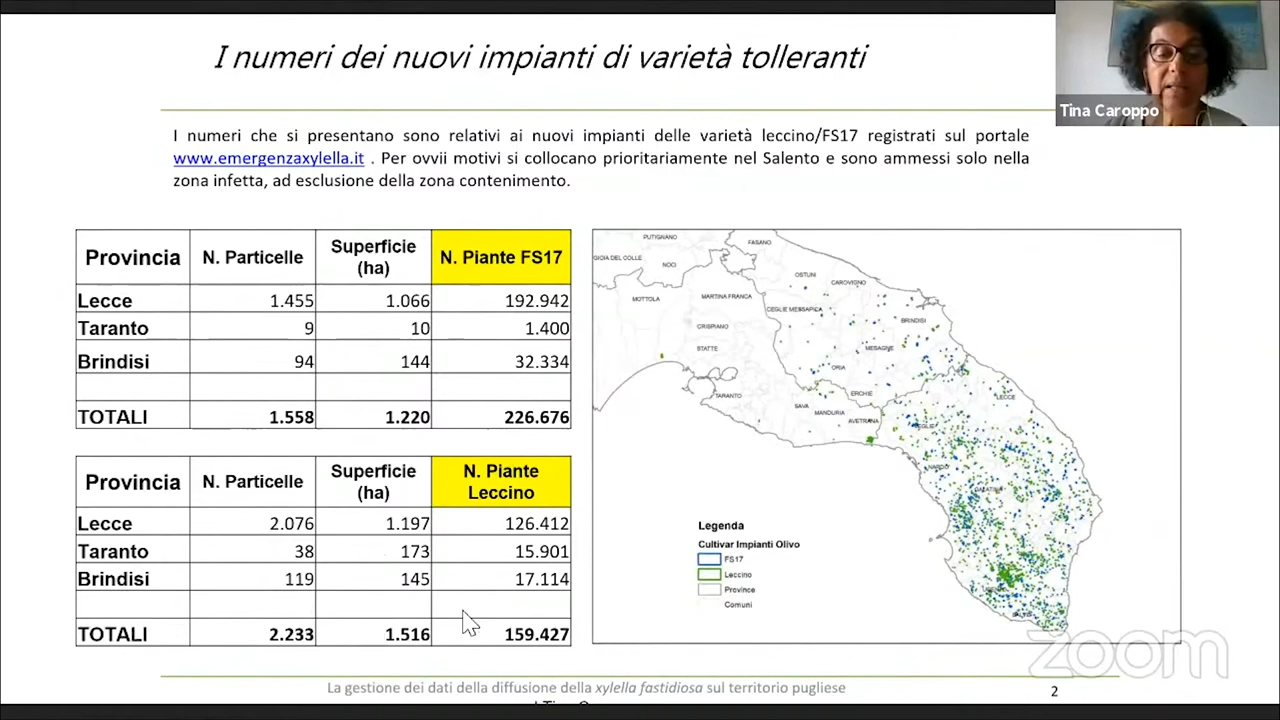 I numeri dei nuovi impianti di varietà tolleranti
Tina Caroppo
I numeri che si presentano sono relativi ai nuovi impianti delle varietà leccino/FS17 registrati sul portale
www.emergenzaxylella.it . Per ovvii motivi si collocano prioritariamente nel Salento e sono ammessi solo nella
zona infetta, ad esclusione della zona contenimento.
Provincia N. Particelle Superficie (ha) N. Piante FS17
Lecce 1.455 1.066 192.942
Taranto 9 10 1.400
Brindisi 94 144 32.334
TOTALI 1.558 1.220 226.676
Provincia N. Particelle Superficie (ha) N. Piante Leccino
Lecce 2.076 1.197 126.412
Taranto 38 173 15.901
Brindisi 119 145 17.114
TOTALI 2.233 1.516 159.427
PUTIGNANO
FASANO
GIOIA DEL COLLE
NOCI
OSTUNI
CAROVIGNO
MOTTOLA
MARTINA FRANCA
CEGLIE MESSAPICA
BRINDISI
CRISPIANO
STATTE
MESAGNE
ORIA
TARANTO
ERCHIE
LECCE
SAVA
MANDURIA
AVETRANA
NARDO'
GALATINA
Legenda
Cultivar Impianti Olivo
FS17
Leccino
Province
Comuni
zoom
La gestione dei dati della diffusione della xylella fastidiosa sul territorio pugliese
2